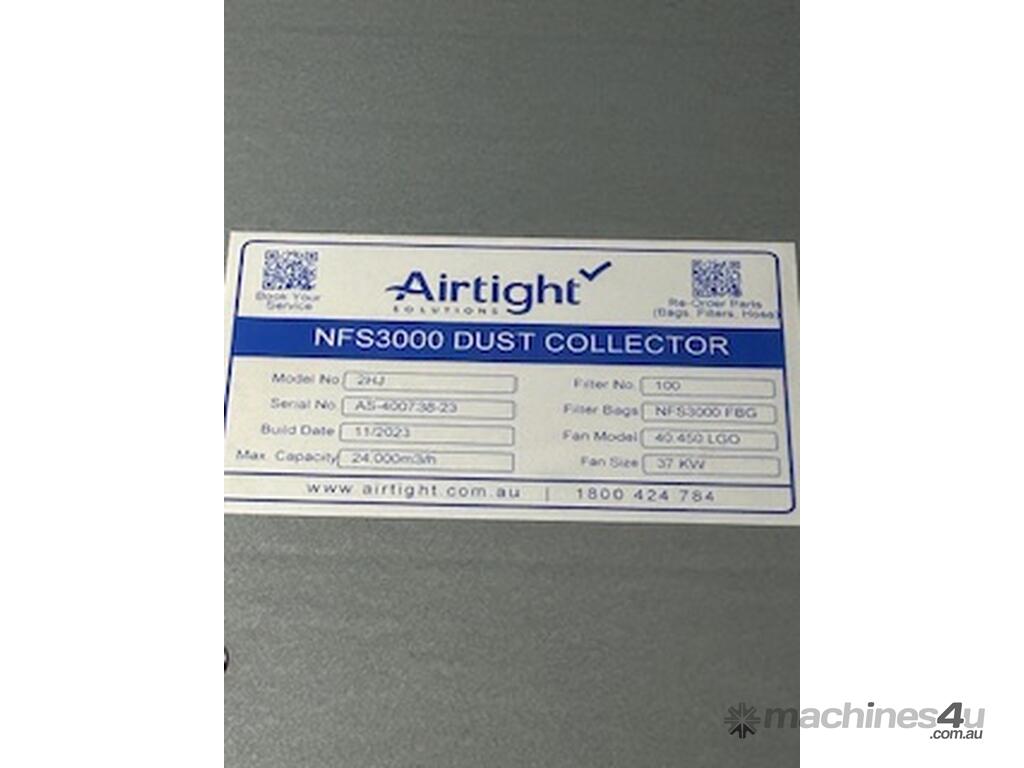 Airtight
SOLUTIONS
Book Your
Service
Re-Order Parts
(Bags, Filters, Hose)
NFS3000 DUST COLLECTOR
Model No 2HJ
Filter No. 100
Serial No. AS-400738-23
Filter Bags NFS3000 FBG
Build Date 11/2023
Fan Model 40.450 LGO
Max. Capacity 24,000m3/h
Fan Size 37 KW
www.airtight.com.au | 1800 424 784
machines4u
.com.au